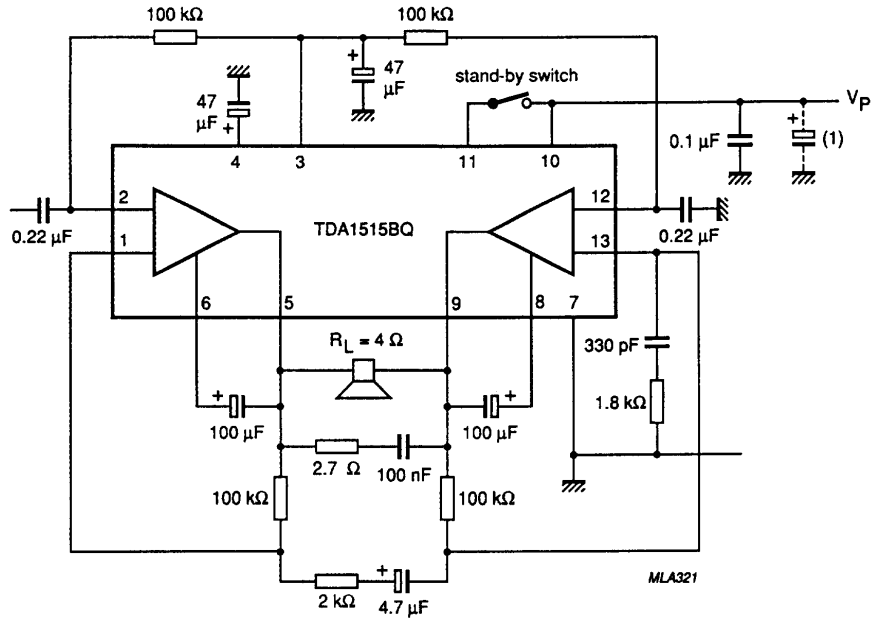 100 kΩ
100 kΩ
+
47
µF
47
µF
+
stand-by switch
V_P
0.1 µF
+
(1)
4
3
11
10
2
12
0.22 µF
TDA1515BQ
0.22 µF
1
13
6
5
9
8
7
R_L = 4 Ω
330 pF
+
100 µF
+
100 µF
1.8 kΩ
2.7 Ω
100 nF
100 kΩ
100 kΩ
+
2 kΩ
4.7 µF
MLA321